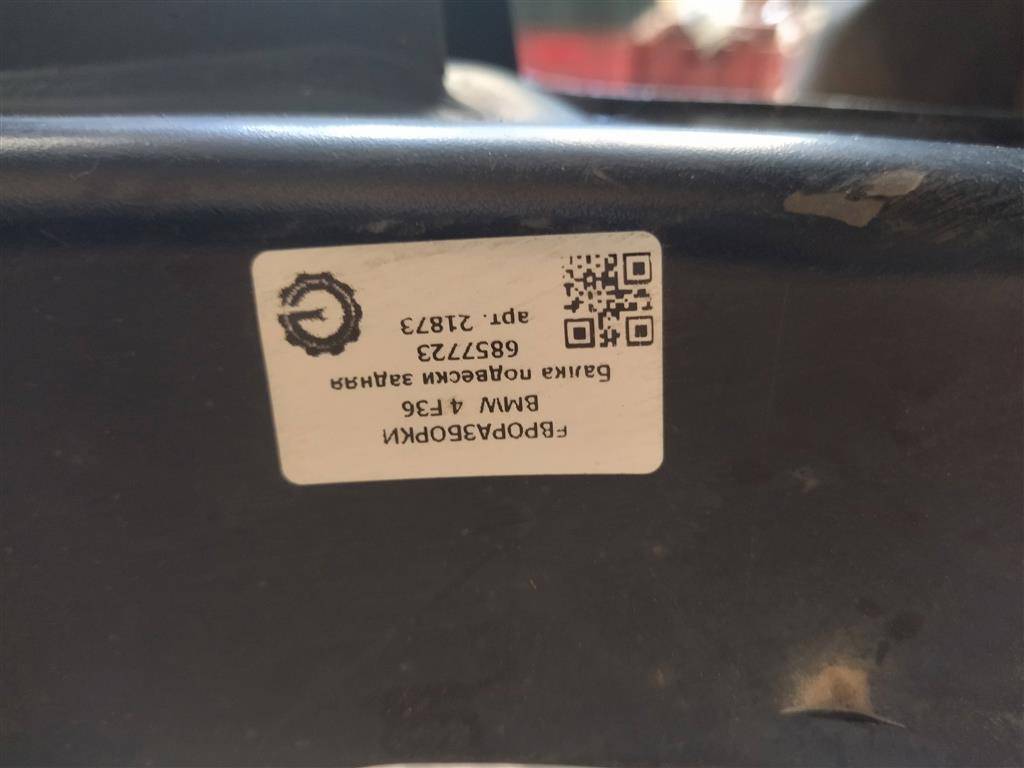 ЕВРОРАЗБОРКИ
BMW 4 F36
Балка подвески задняя
6857723
арт. 21873